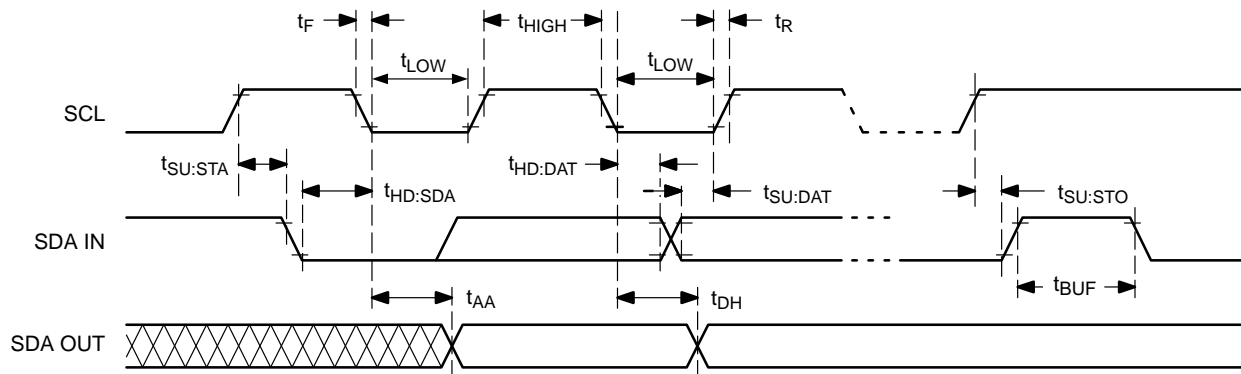 tF
tHIGH
tR
tLOW
tLOW
SCL
tSU:STA
tHD:SDA
tHD:DAT
tSU:DAT
tSU:STO
SDA IN
tBUF
tAA
tDH
SDA OUT